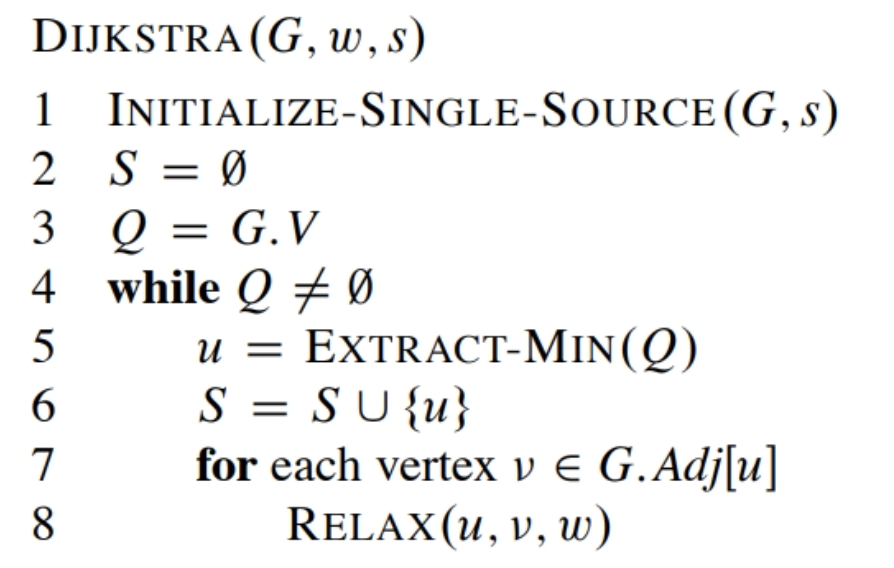 DIJKSTRA(G, w, s)
1 INITIALIZE-SINGLE-SOURCE(G, s)
2 S = ∅
3 Q = G.V
4 while Q ≠ ∅
5 u = EXTRACT-MIN(Q)
6 S = S ∪ {u}
7 for each vertex v ∈ G.Adj[u]
8 RELAX(u, v, w)